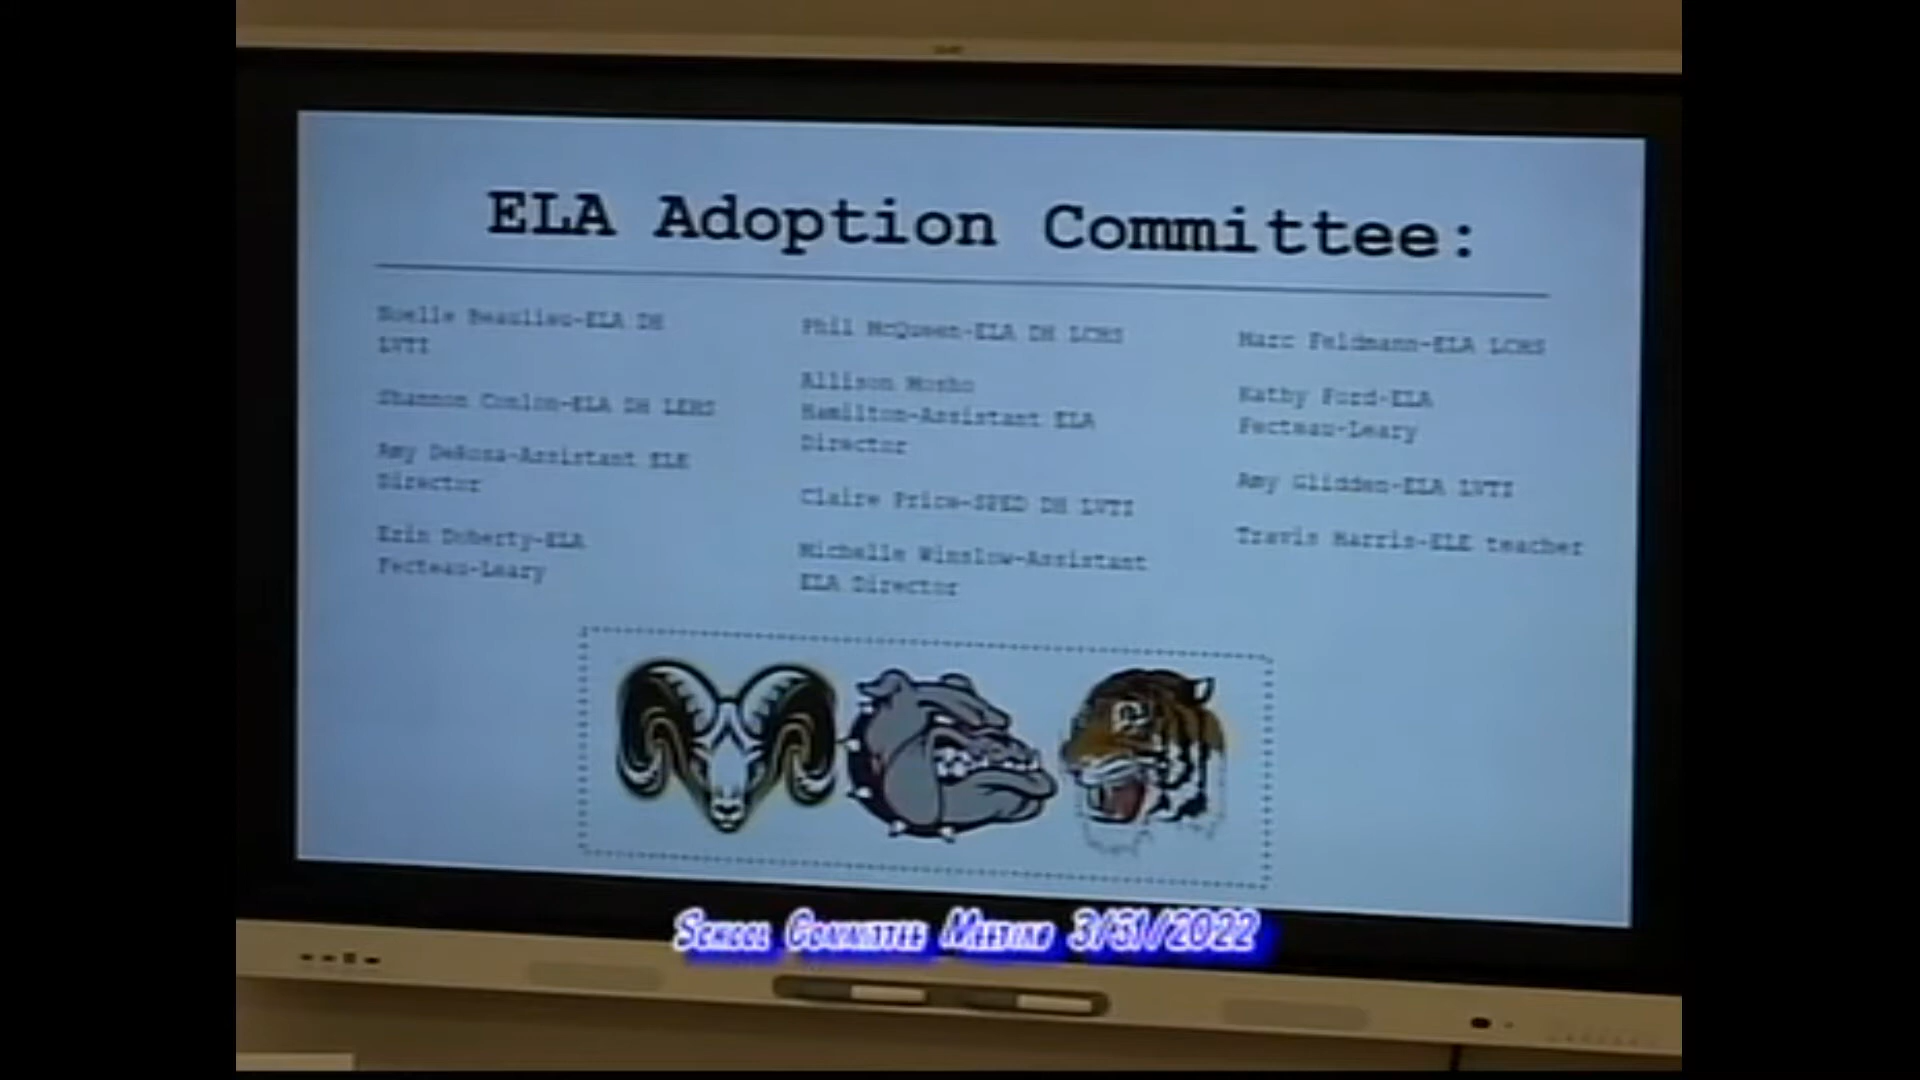 ELA Adoption Committee:
Noelle Beaulieu-ELA DH
LVTI
Shannon Conlon-ELA DH LEHS
Amy DeRosa-Assistant ELE
Director
Erin Doherty-ELA
Fecteau-Leary
Phil McQueen-ELA DH LCHS
Allison Mosho
Hamilton-Assistant ELA
Director
Claire Price-SPED DH LVTI
Michelle Winslow-Assistant
ELA Director
Marc Feldmann-ELA LCHS
Kathy Ford-ELA
Fecteau-Leary
Amy Glidden-ELA LVTI
Travis Harris-ELE teacher
School Committee Meeting 3/31/2022